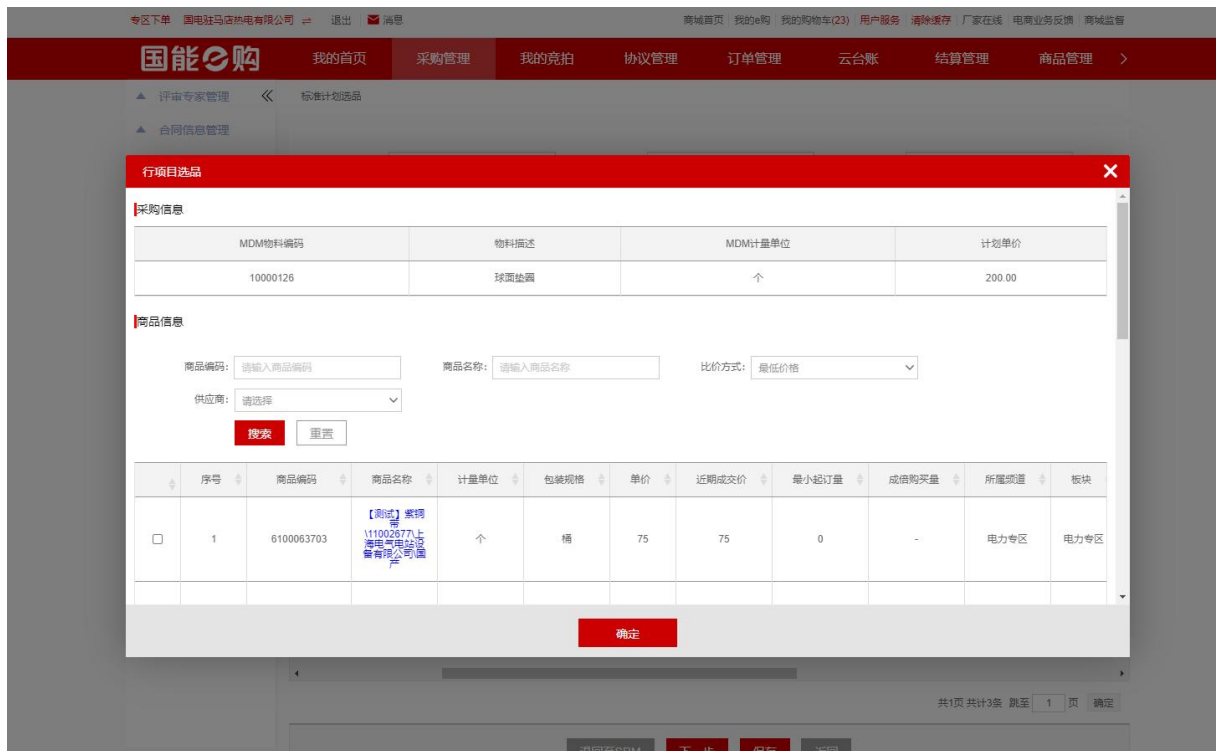 专区下单 国电驻马店热电有限公司 退出 消息 商城首页 我的e购 我的购物车(23) 用户服务 清除缓存 厂家在线 电商业务反馈 商城监督
国能e购 我的首页 采购管理 我的竞拍 协议管理 订单管理 云台账 结算管理 商品管理
评审专家管理 标准计划选品
合同信息管理
行项目选品
采购信息
MDM物料编码 物料描述 MDM计量单位 计划单价
10000126 球面垫圈 个 200.00
商品信息
商品编码: 请输入商品编码 商品名称: 请输入商品名称 比价方式: 最低价格
供应商: 请选择
搜索 重置
序号 商品编码 商品名称 计量单位 包装规格 单价 近期成交价 最小起订量 成倍购买量 所属频道 板块
【测试】紫铜
带
\11002677\上
海电气电站设
备有限公司\国
产
1 6100063703 个 桶 75 75 0 - 电力专区 电力专区
确定
共1页 共计3条 跳至 1 页 确定
退回至SRM 下一步 保存 返回